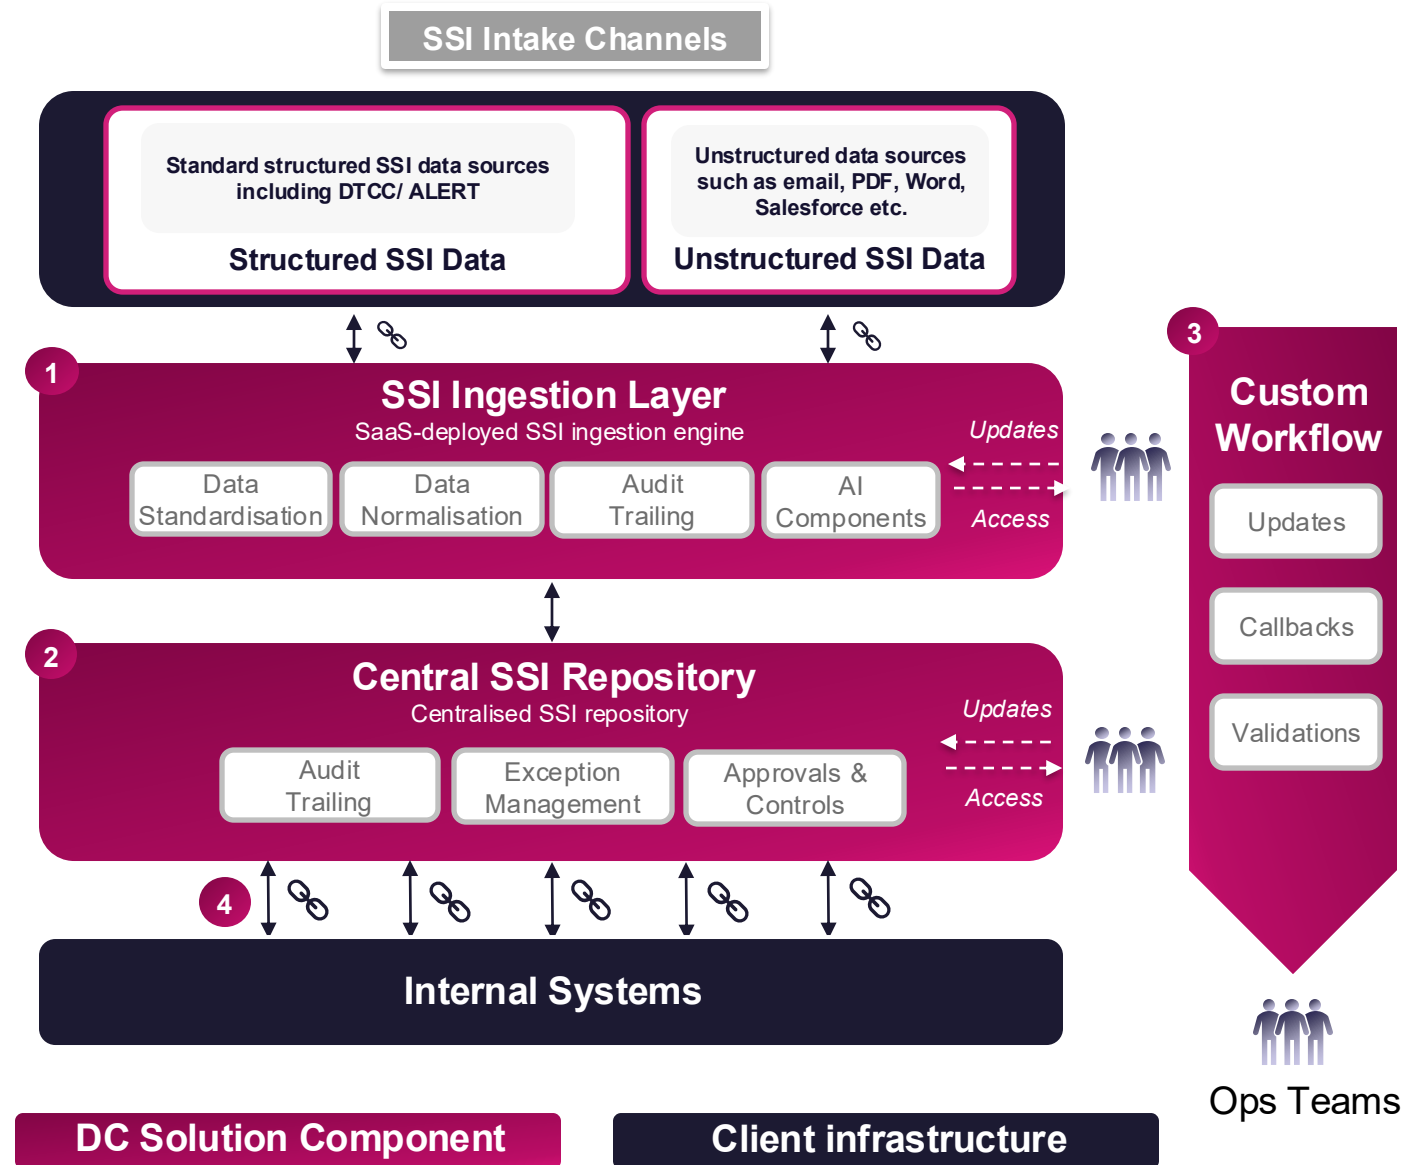 SSI Intake Channels
Standard structured SSI data sources
including DTCC/ ALERT
Structured SSI Data
Unstructured data sources
such as email, PDF, Word,
Salesforce etc.
Unstructured SSI Data
1
SSI Ingestion Layer
SaaS-deployed SSI ingestion engine
Data
Standardisation
Data
Normalisation
Audit
Trailing
AI
Components
Updates
Access
2
Central SSI Repository
Centralised SSI repository
Audit
Trailing
Exception
Management
Approvals &
Controls
Updates
Access
3
Custom
Workflow
Updates
Callbacks
Validations
4
Internal Systems
Ops Teams
DC Solution Component
Client infrastructure